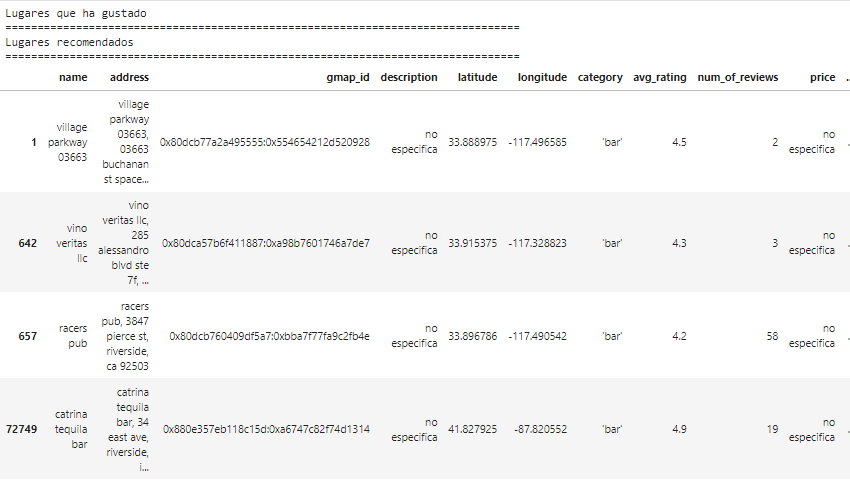 Lugares que ha gustado
================================================================================
Lugares recomendados
================================================================================
name address gmap_id description latitude longitude category avg_rating num_of_reviews price ..
1 village parkway 03663 village parkway 03663, 03663 buchanan st space... 0x80dcb77a2a495555:0x554654212d520928 no especifica 33.888975 -117.496585 'bar' 4.5 2 no especifica
642 vino veritas llc vino veritas llc, 285 alessandro blvd ste 7f, ... 0x80dca57b6f411887:0xa98b7601746a7de7 no especifica 33.915375 -117.328823 'bar' 4.3 3 no especifica
657 racers pub racers pub, 3847 pierce st, riverside, ca 92503 0x80dcb760409df5a7:0xbba7f77fa9c2fb4e no especifica 33.896786 -117.490542 'bar' 4.2 58 no especifica
72749 catrina tequila bar catrina tequila bar, 34 east ave, riverside, i... 0x880e357eb118c15d:0xa6747c82f74d1314 no especifica 41.827925 -87.820552 'bar' 4.9 19 no especifica